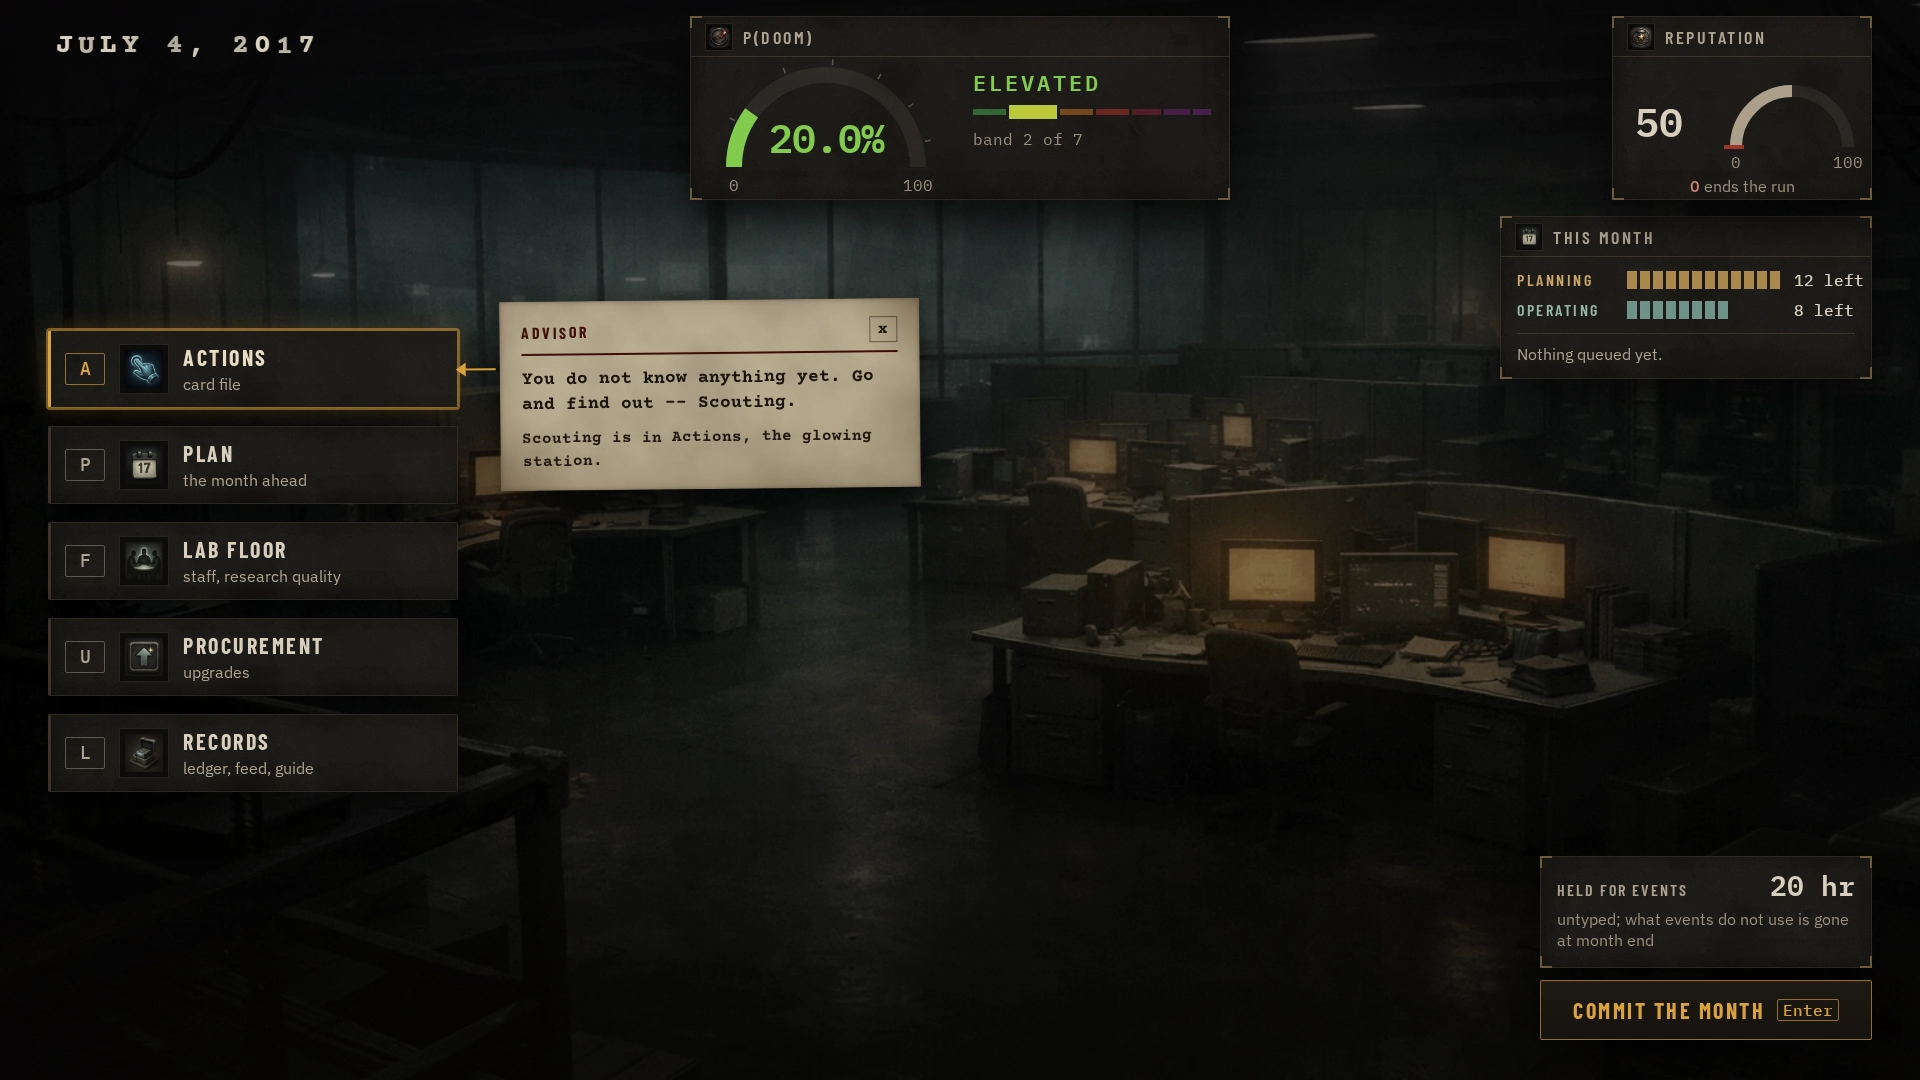 JULY 4, 2017
P(DOOM)
20.0%
0
100
ELEVATED
band 2 of 7
REPUTATION
50
0
100
0 ends the run
17
THIS MONTH
PLANNING
12 left
OPERATING
8 left
Nothing queued yet.
A
ACTIONS
card file
P
17
PLAN
the month ahead
F
LAB FLOOR
staff, research quality
U
PROCUREMENT
upgrades
L
RECORDS
ledger, feed, guide
ADVISOR
x
You do not know anything yet. Go
and find out -- Scouting.
Scouting is in Actions, the glowing
station.
HELD FOR EVENTS
20 hr
untyped; what events do not use is gone
at month end
COMMIT THE MONTH
Enter